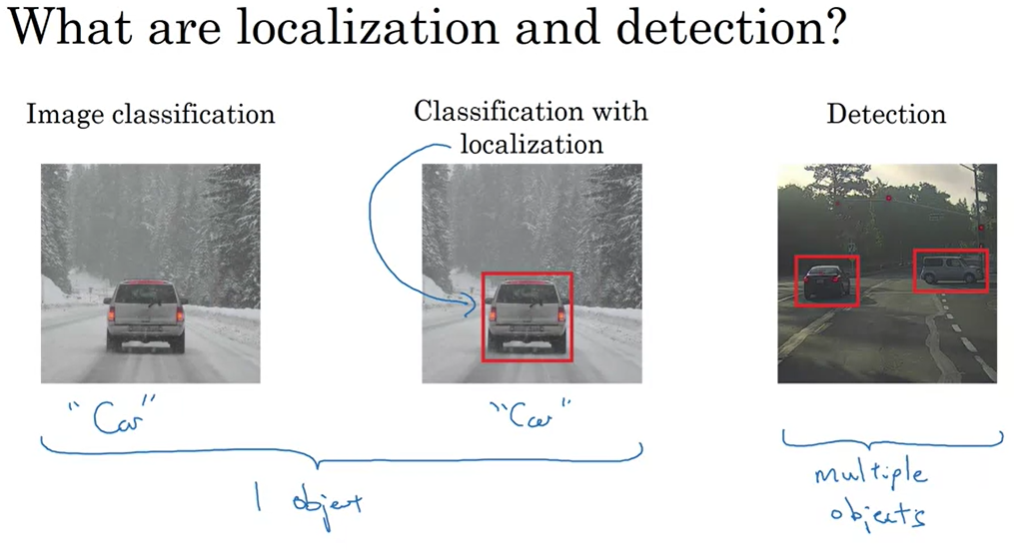 What are localization and detection?
Image classification
Classification with
localization
Detection
"Car"
"Car"
1 object
multiple
objects